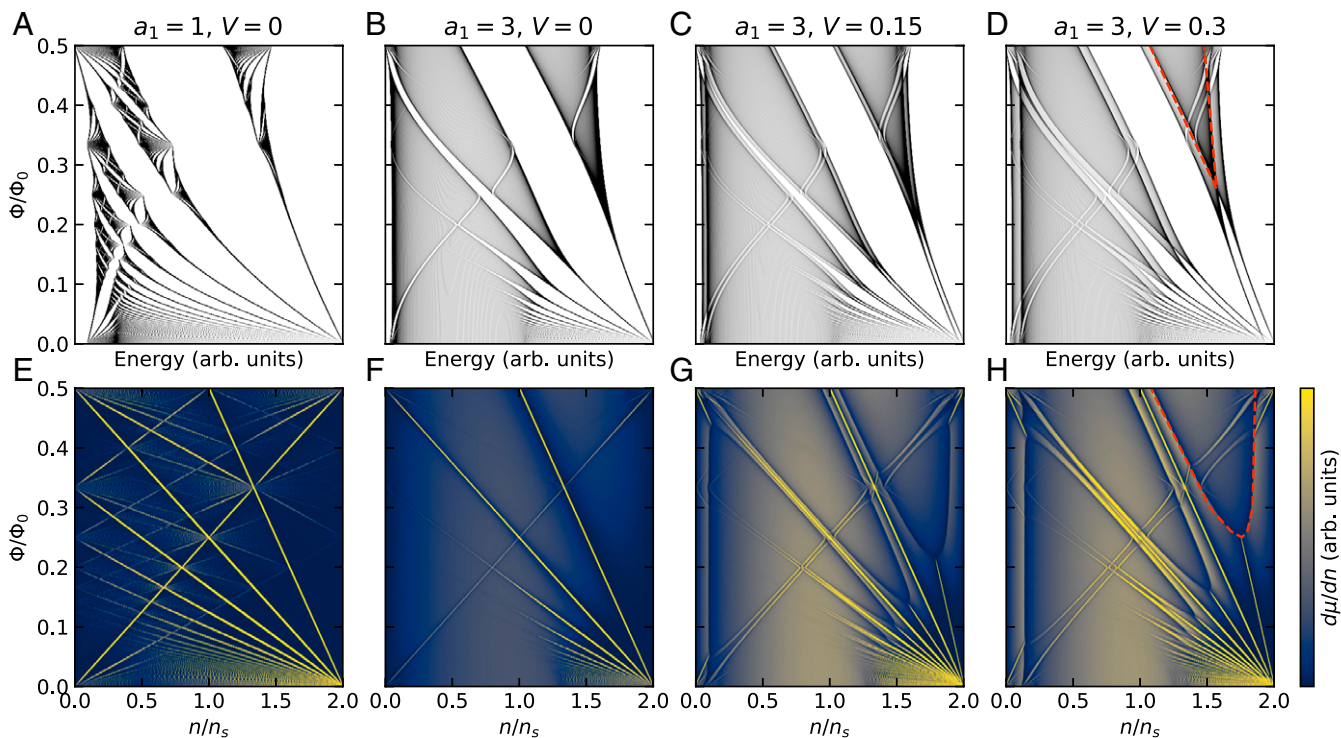 A a₁ = 1, V = 0
B a₁ = 3, V = 0
C a₁ = 3, V = 0.15
D a₁ = 3, V = 0.3
Φ/Φ₀
0.5
0.4
0.3
0.2
0.1
0.0
Energy (arb. units)
Energy (arb. units)
Energy (arb. units)
Energy (arb. units)
E
F
G
H
Φ/Φ₀
0.5
0.4
0.3
0.2
0.1
0.0
0.0 0.5 1.0 1.5 2.0
0.0 0.5 1.0 1.5 2.0
0.0 0.5 1.0 1.5 2.0
0.0 0.5 1.0 1.5 2.0
n/nₛ
n/nₛ
n/nₛ
n/nₛ
dμ/dn (arb. units)